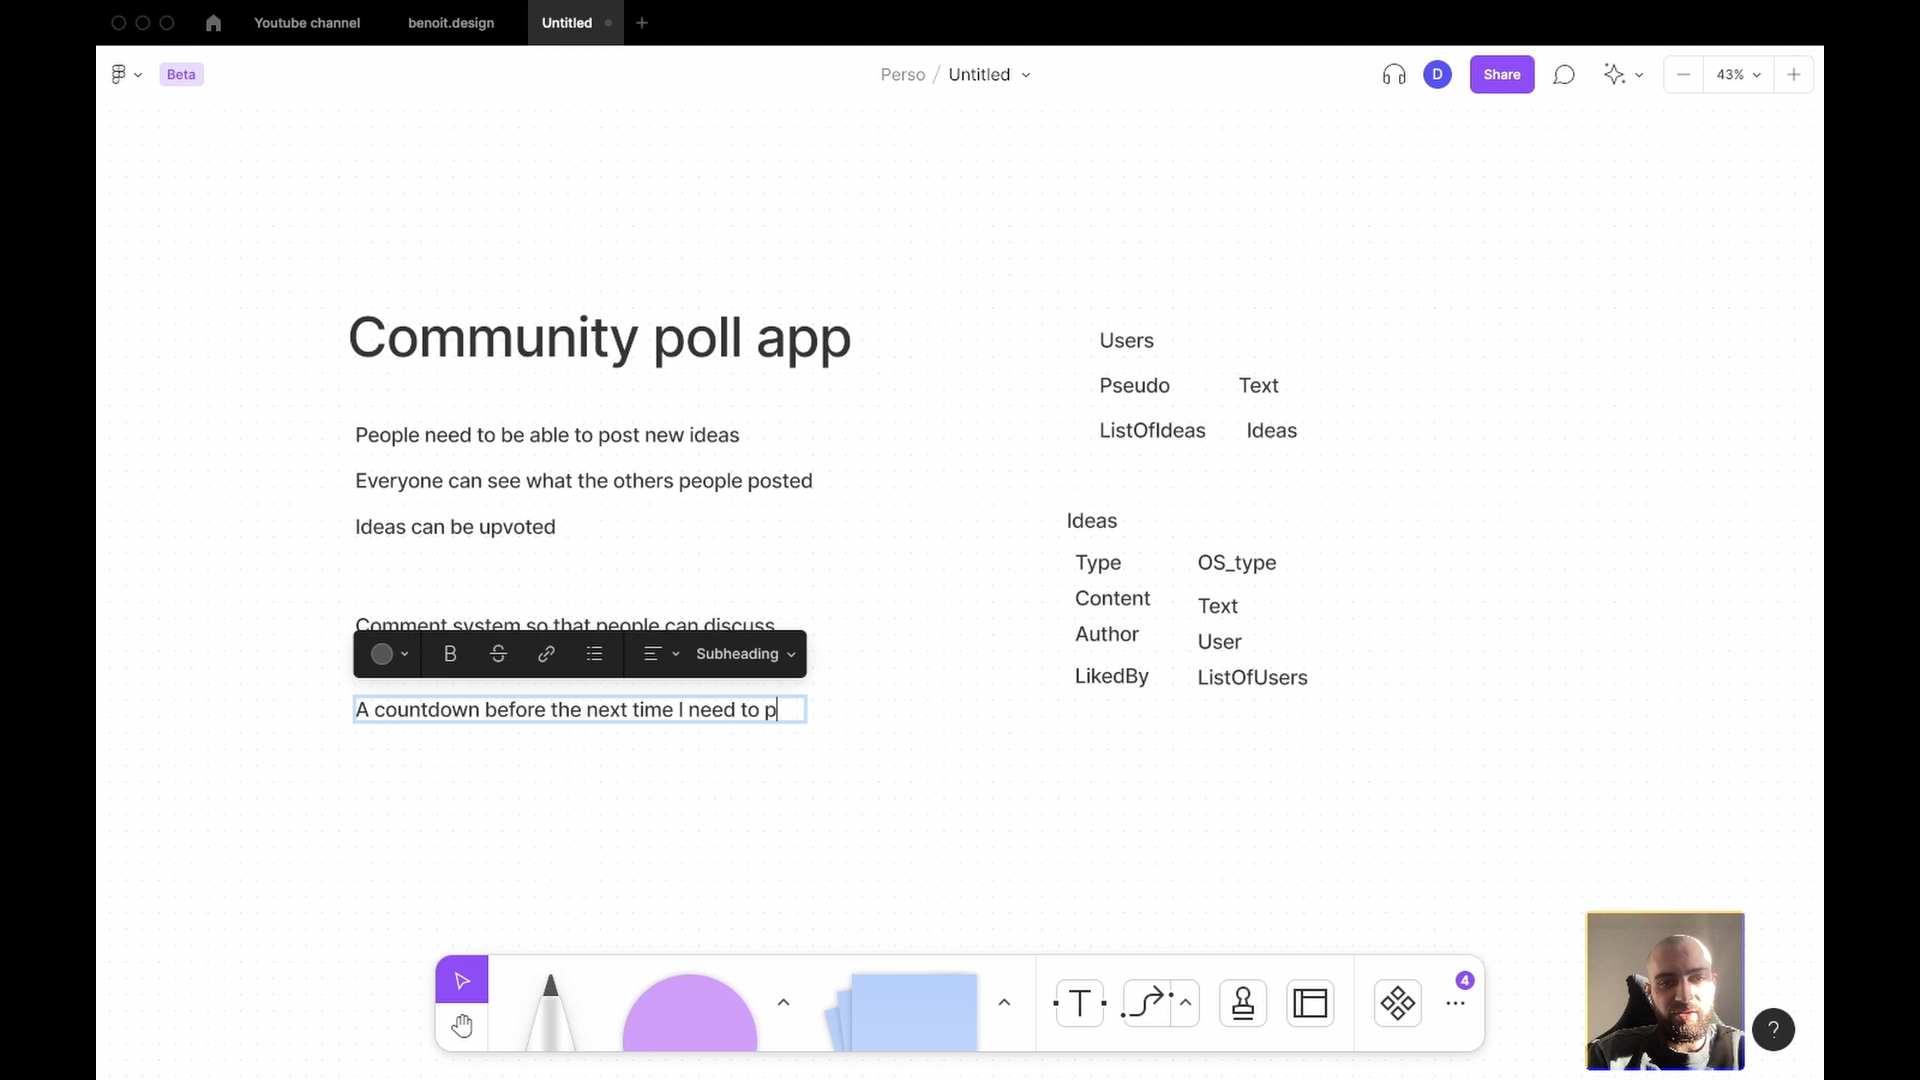 Youtube channel
benoit.design
Untitled
Beta
Perso / Untitled
D
Share
43%
Community poll app
People need to be able to post new ideas
Everyone can see what the others people posted
Ideas can be upvoted
Comment system so that people can discuss
Subheading
A countdown before the next time I need to p
Users
Pseudo Text
ListOfIdeas Ideas
Ideas
Type OS_type
Content Text
Author User
LikedBy ListOfUsers
T
4
?